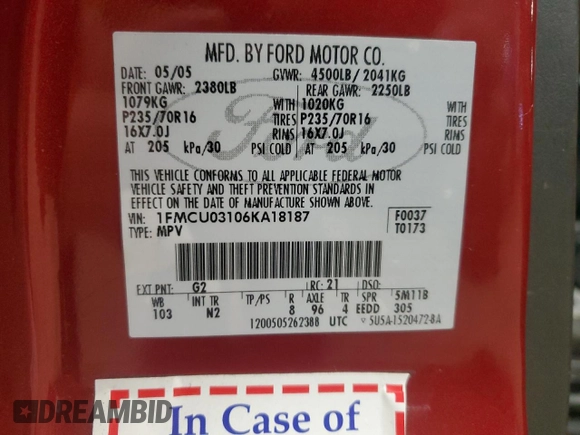 MFD. BY FORD MOTOR CO.
DATE: 05/05 GVWR: 4500LB/ 2041KG
FRONT GAWR: 2380LB REAR GAWR: 2250LB
1079KG WITH 1020KG WITH
P235/70R16 TIRES P235/70R16 TIRES
16X7.0J RIMS 16X7.0J RIMS
AT 205 kPa/30 PSI COLD AT 205 kPa/30 PSI COLD
Ford
THIS VEHICLE CONFORMS TO ALL APPLICABLE FEDERAL MOTOR
VEHICLE SAFETY AND THEFT PREVENTION STANDARDS IN
EFFECT ON THE DATE OF MANUFACTURE SHOWN ABOVE.
VIN: 1FMCU03106KA18187 F0037
TYPE: MPV T0173
EXT PNT: G2 RC: 21 DSO:
WB INT TR TP/PS R AXLE TR SPR 5M11B
103 N2 8 96 4 EEDD 305
1200505262388 UTC 5U5A-1520472-BA
In Case of
DREAMBID